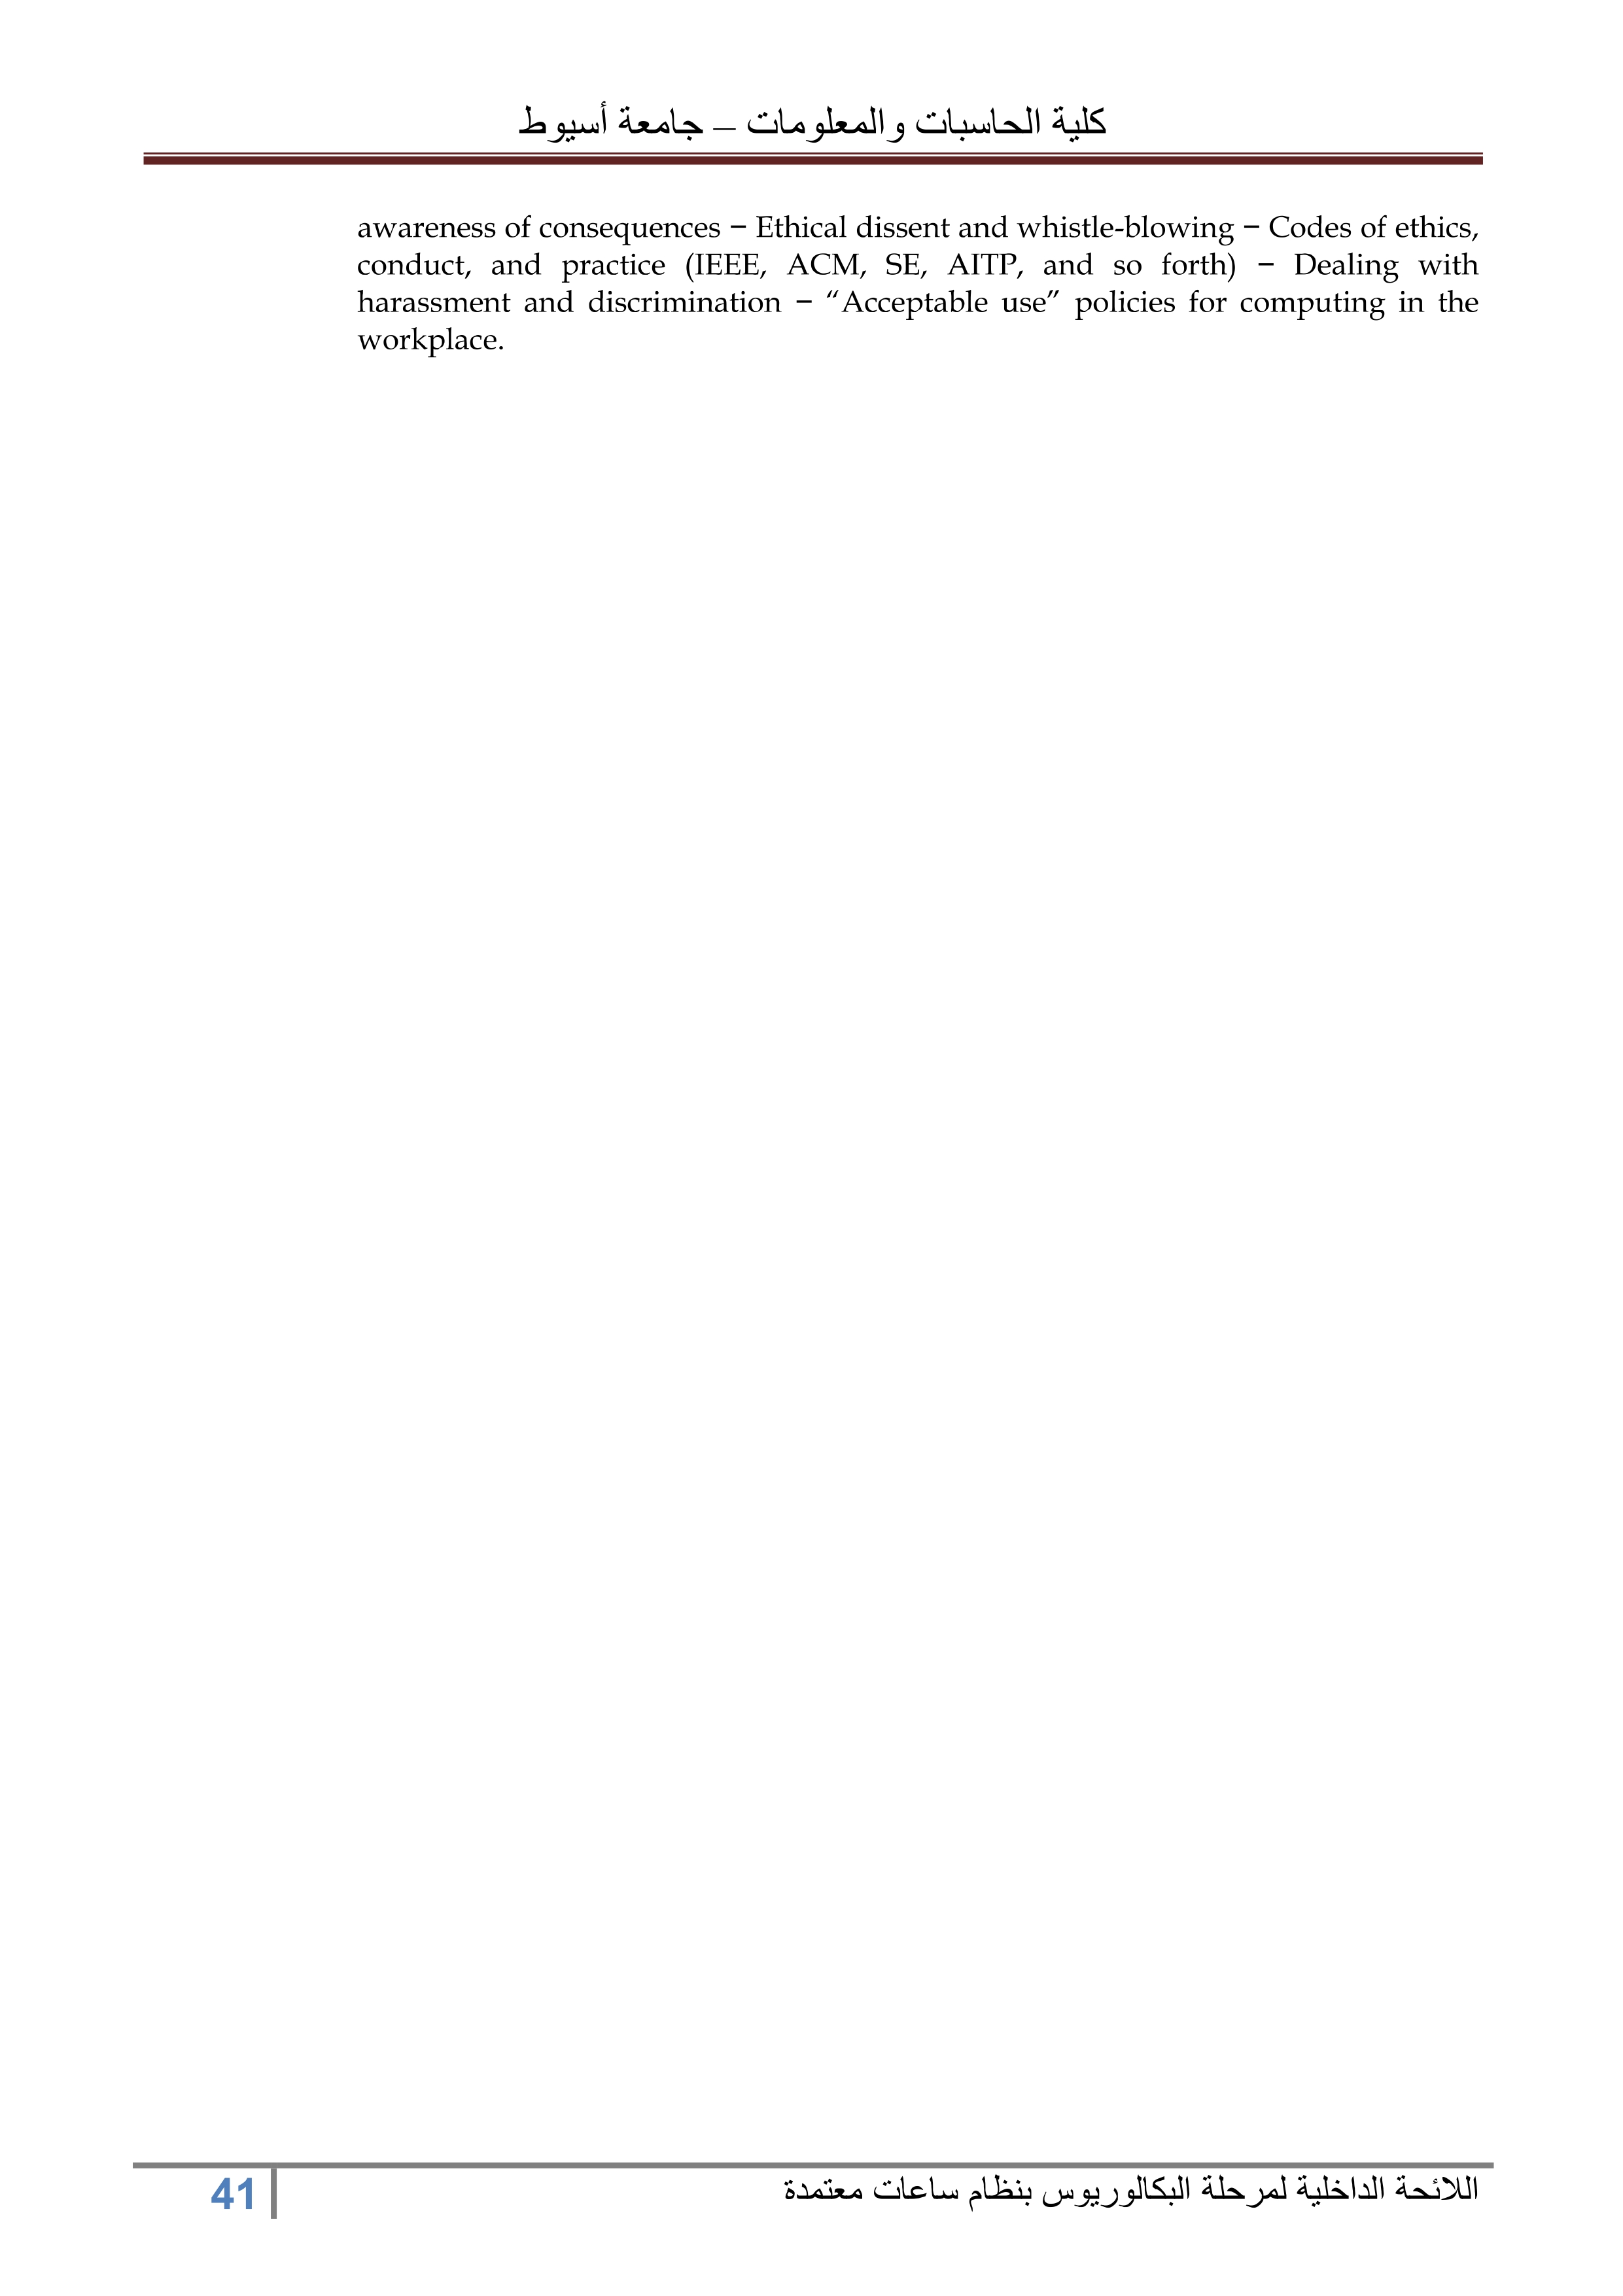 كلية الحاسبات والمعلومات – جامعة أسيوط
awareness of consequences − Ethical dissent and whistle-blowing − Codes of ethics,
conduct, and practice (IEEE, ACM, SE, AITP, and so forth) − Dealing with
harassment and discrimination − “Acceptable use” policies for computing in the
workplace.
اللائحة الداخلية لمرحلة البكالوريوس بنظام ساعات معتمدة
41